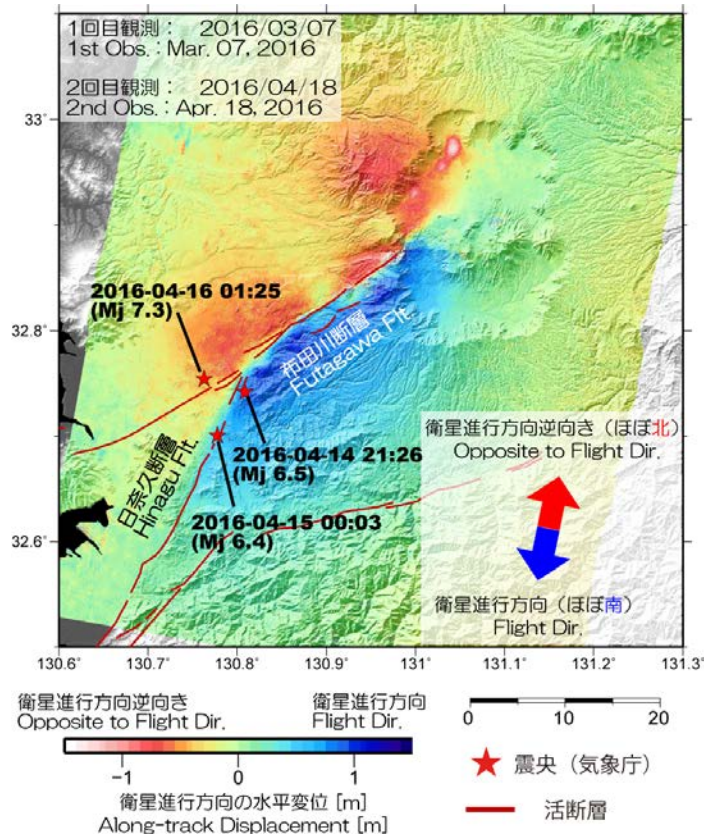 1回目観測： 2016/03/07
1st Obs.: Mar. 07, 2016
2回目観測： 2016/04/18
2nd Obs.: Apr. 18, 2016
33°
32.8°
32.6°
2016-04-16 01:25
(Mj 7.3)
布田川断層
Futagawa Flt.
日奈久断層
Hinagu Flt.
2016-04-14 21:26
(Mj 6.5)
2016-04-15 00:03
(Mj 6.4)
衛星進行方向逆向き（ほぼ北）
Opposite to Flight Dir.
衛星進行方向（ほぼ南）
Flight Dir.
130.6° 130.7° 130.8° 130.9° 131° 131.1° 131.2° 131.3°
衛星進行方向逆向き 衛星進行方向
Opposite to Flight Dir. Flight Dir.
−1 0 1
衛星進行方向の水平変位 [m]
Along-track Displacement [m]
0 10 20
震央（気象庁）
活断層